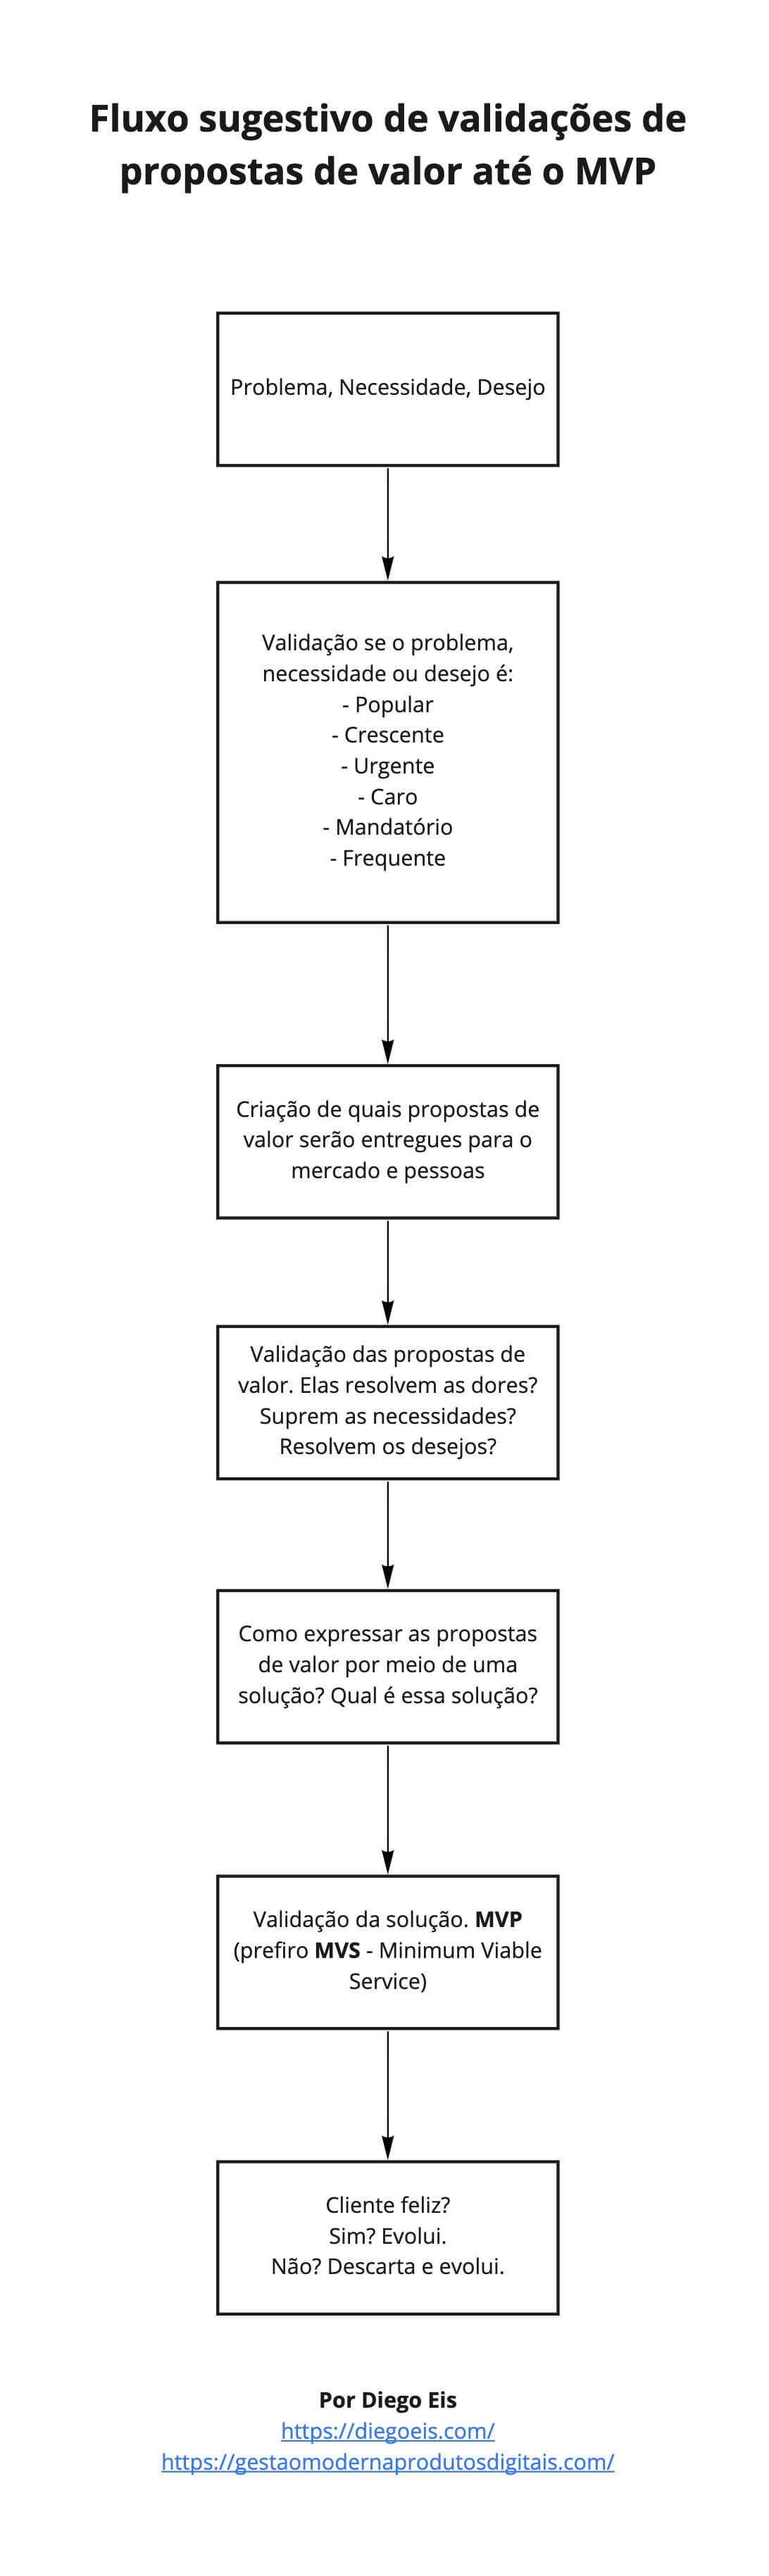 Fluxo sugestivo de validações de
propostas de valor até o MVP
Problema, Necessidade, Desejo
Validação se o problema,
necessidade ou desejo é:
- Popular
- Crescente
- Urgente
- Caro
- Mandatório
- Frequente
Criação de quais propostas de
valor serão entregues para o
mercado e pessoas
Validação das propostas de
valor. Elas resolvem as dores?
Suprem as necessidades?
Resolvem os desejos?
Como expressar as propostas
de valor por meio de uma
solução? Qual é essa solução?
Validação da solução. MVP
(prefiro MVS - Minimum Viable
Service)
Cliente feliz?
Sim? Evolui.
Não? Descarta e evolui.
Por Diego Eis
https://diegoeis.com/
https://gestaomodernaprodutosdigitais.com/